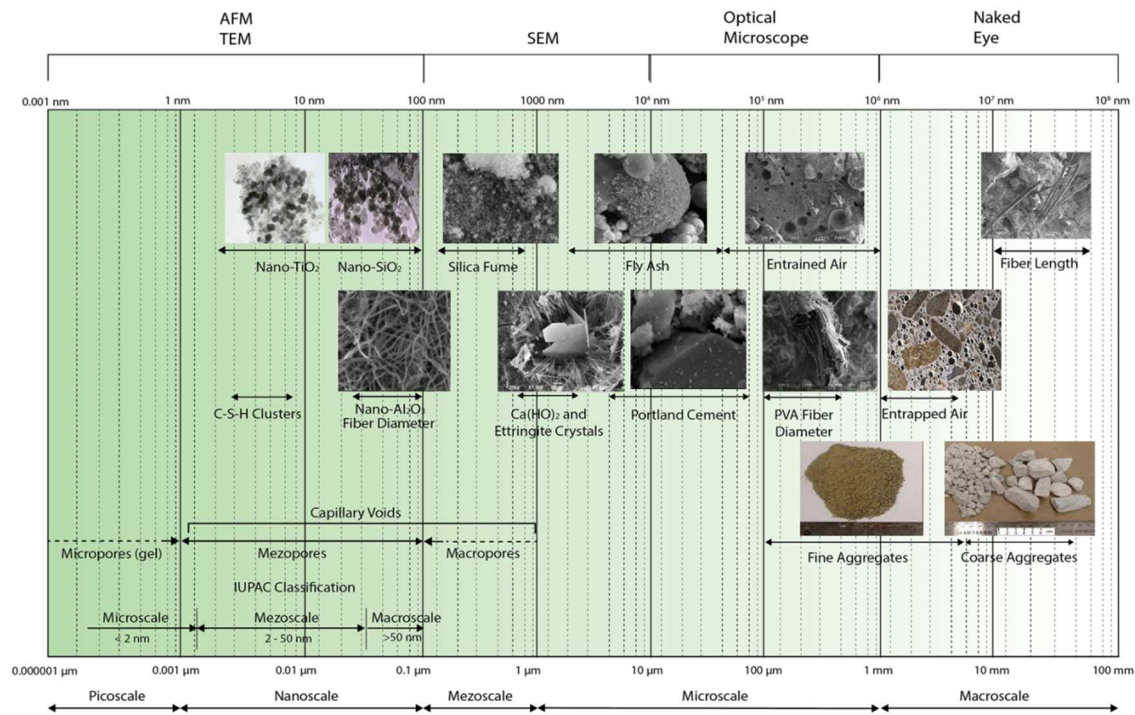 AFM
TEM
SEM
Optical
Microscope
Naked
Eye
0.001 nm 1 nm 10 nm 100 nm 1000 nm 10⁴ nm 10⁵ nm 10⁶ nm 10⁷ nm 10⁸ nm
Nano-TiO₂ Nano-SiO₂ Silica Fume Fly Ash Entrained Air Fiber Length
C-S-H Clusters
Nano-Al₂O₃
Fiber Diameter
Ca(HO)₂ and
Ettringite Crystals
Portland Cement
PVA Fiber
Diameter
Entrapped Air
Capillary Voids
Micropores (gel) Mezopores Macropores Fine Aggregates Coarse Aggregates
IUPAC Classification
Microscale Mezoscale Macroscale
< 2 nm 2 - 50 nm >50 nm
0.000001 µm 0.001µm 0.01 µm 0.1 µm 1 µm 10 µm 100 µm 1 mm 10 mm 100 mm
Picoscale Nanoscale Mezoscale Microscale Macroscale